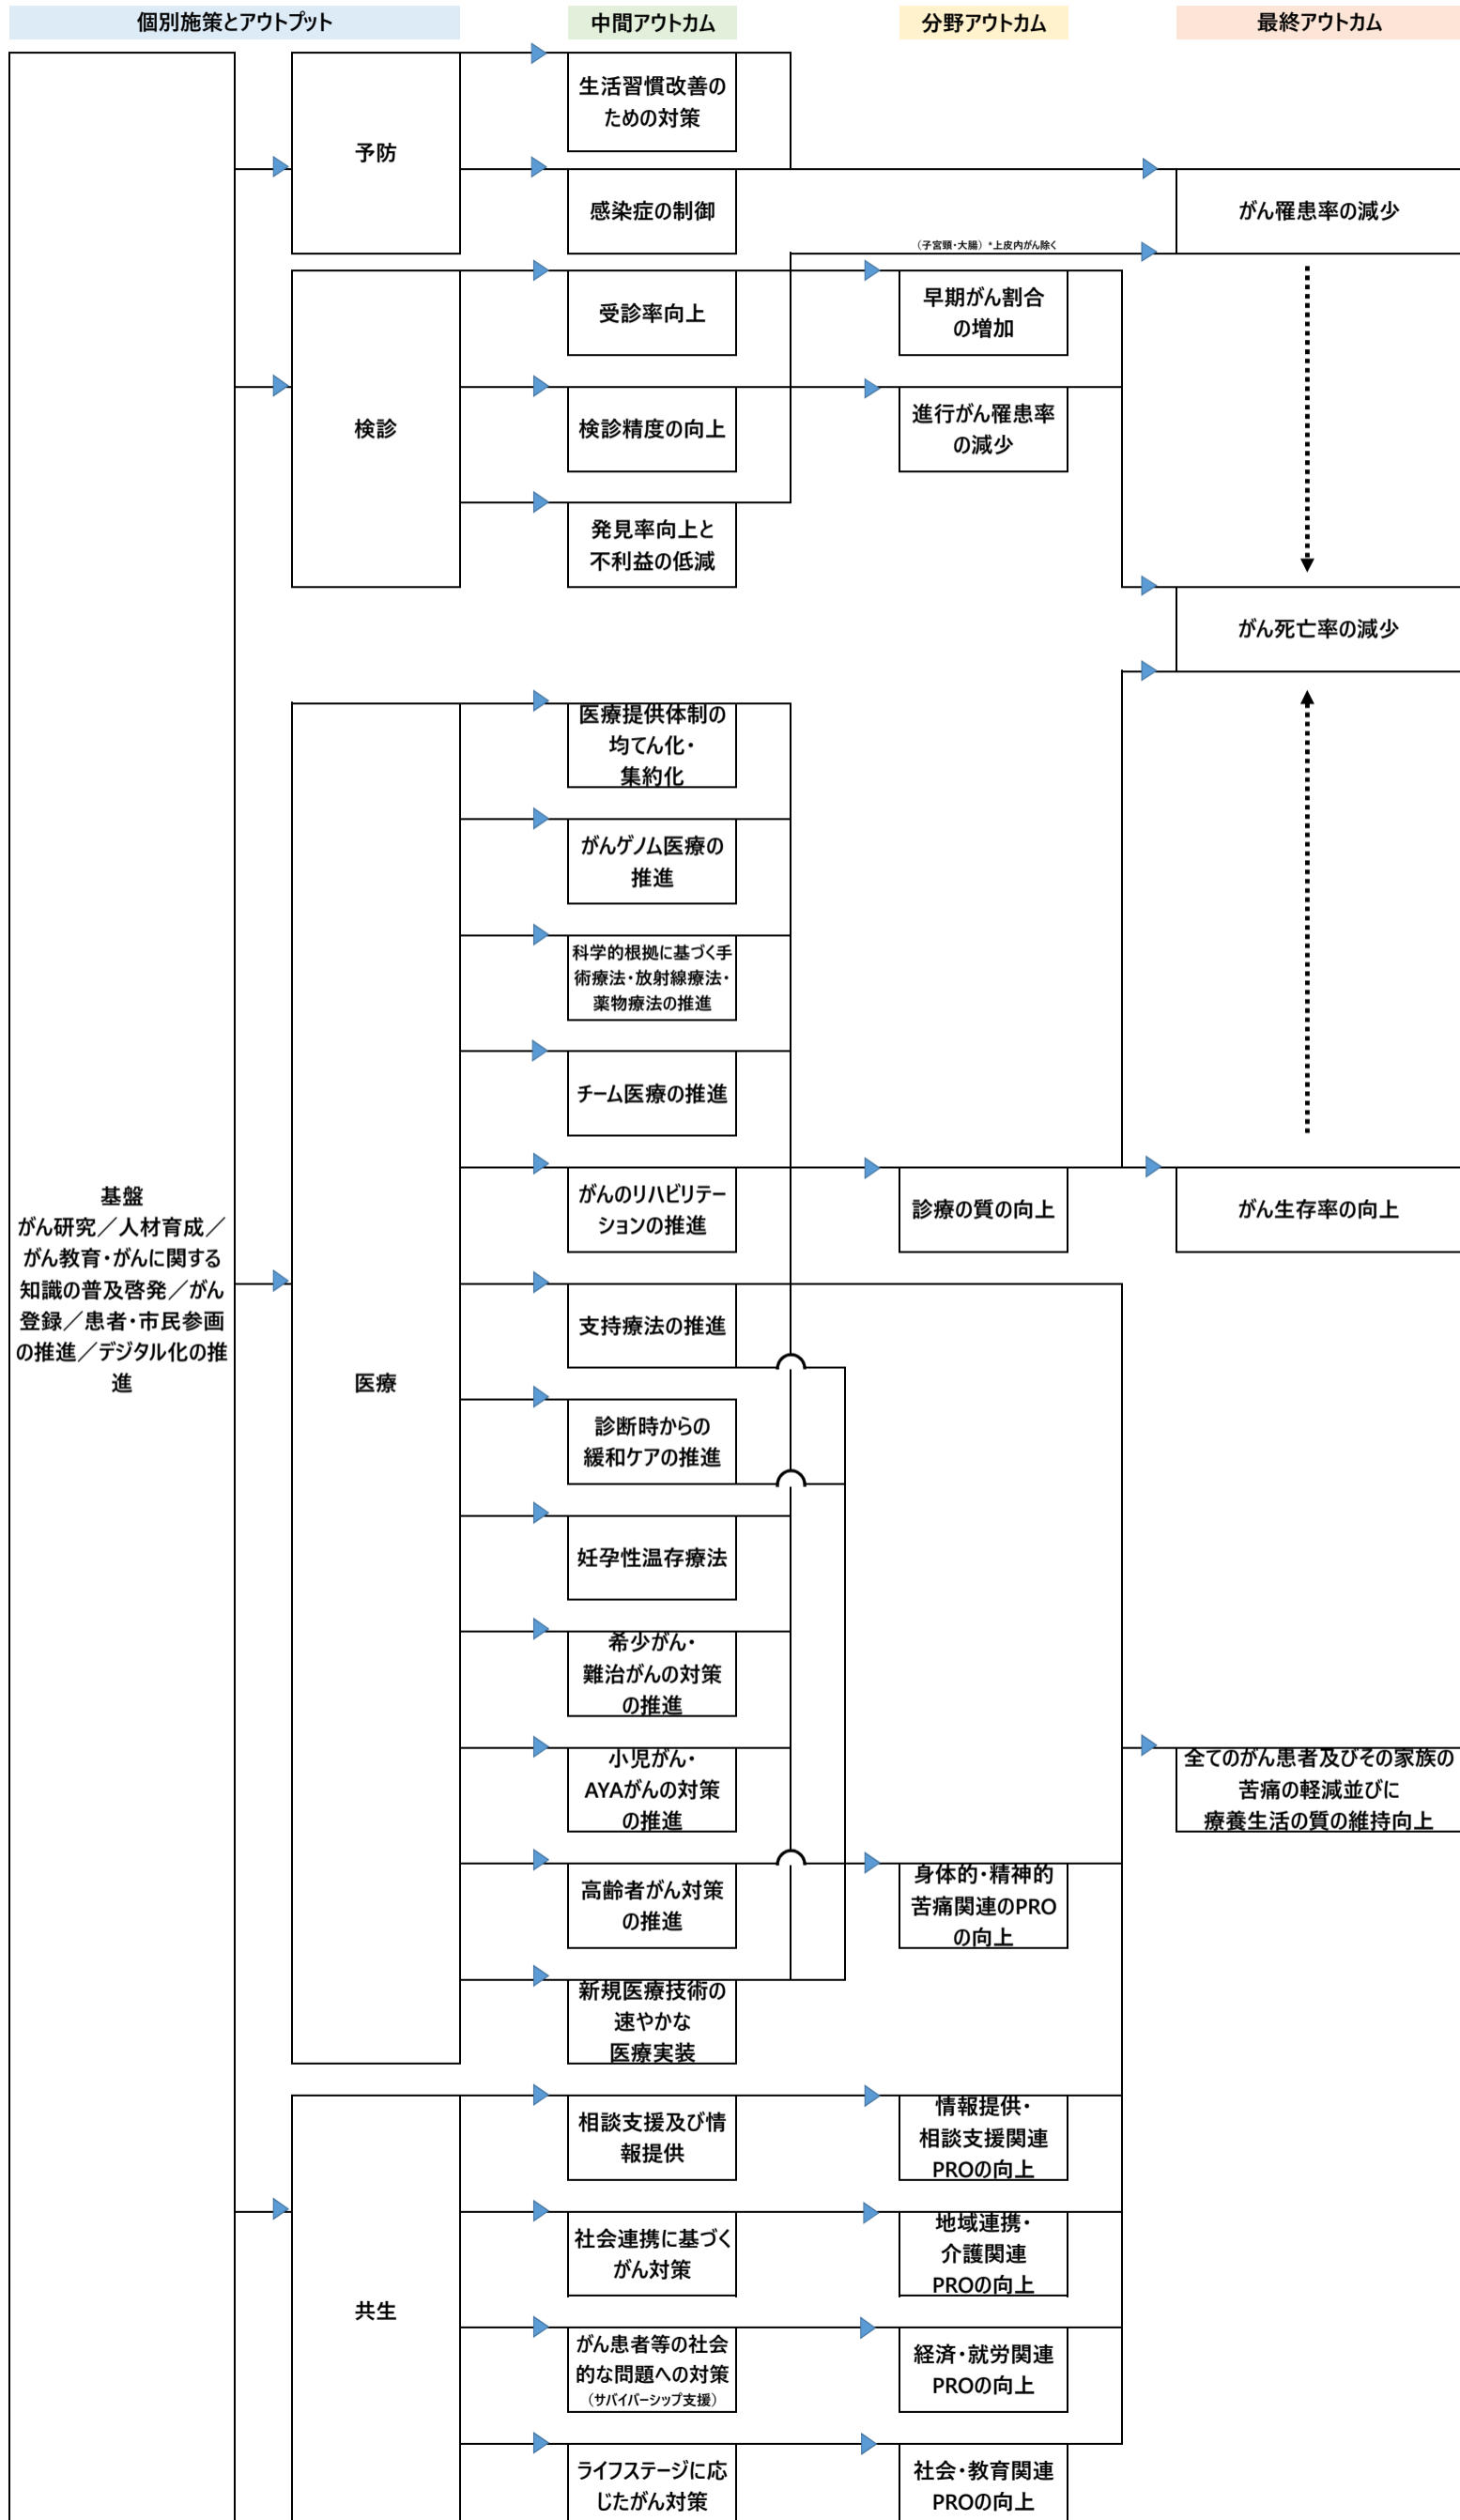 個別施策とアウトプット
中間アウトカム
分野アウトカム
最終アウトカム
基盤
がん研究／人材育成／
がん教育・がんに関する
知識の普及啓発／がん
登録／患者・市民参画
の推進／デジタル化の推
進
予防
生活習慣改善の
ための対策
感染症の制御
がん罹患率の減少
（子宮頸・大腸）*上皮内がん除く
検診
受診率向上
早期がん割合
の増加
検診精度の向上
進行がん罹患率
の減少
発見率向上と
不利益の低減
がん死亡率の減少
医療
医療提供体制の
均てん化・
集約化
がんゲノム医療の
推進
科学的根拠に基づく手
術療法・放射線療法・
薬物療法の推進
チーム医療の推進
がんのリハビリテー
ションの推進
診療の質の向上
がん生存率の向上
支持療法の推進
診断時からの
緩和ケアの推進
妊孕性温存療法
希少がん・
難治がんの対策
の推進
小児がん・
AYAがんの対策
の推進
全てのがん患者及びその家族の
苦痛の軽減並びに
療養生活の質の維持向上
高齢者がん対策
の推進
身体的・精神的
苦痛関連のPRO
の向上
新規医療技術の
速やかな
医療実装
共生
相談支援及び情
報提供
情報提供・
相談支援関連
PROの向上
社会連携に基づく
がん対策
地域連携・
介護関連
PROの向上
がん患者等の社会
的な問題への対策
（サバイバーシップ支援）
経済・就労関連
PROの向上
ライフステージに応
じたがん対策
社会・教育関連
PROの向上